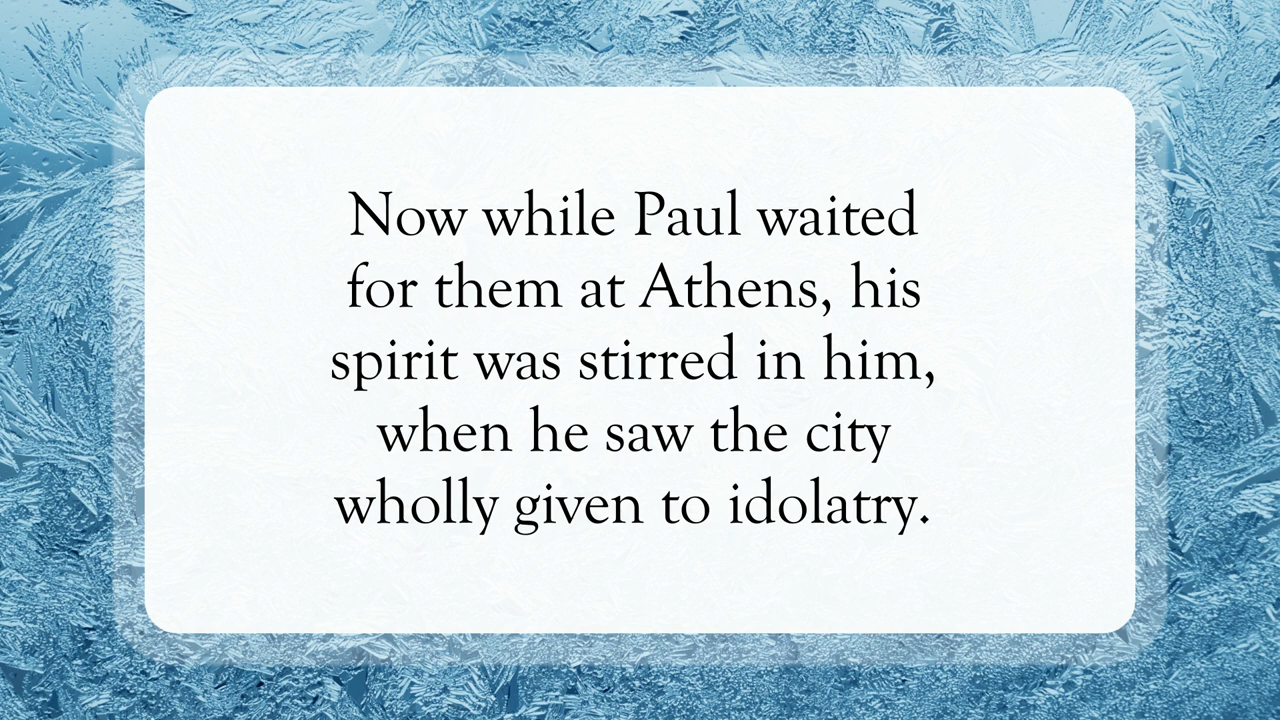 Now while Paul waited
for them at Athens, his
spirit was stirred in him,
when he saw the city
wholly given to idolatry.